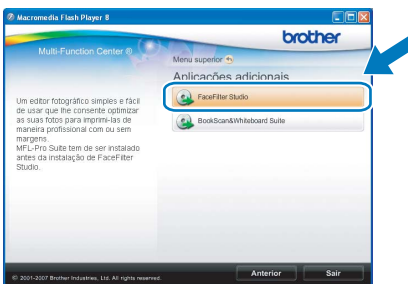 Macromedia Flash Player 8
brother
Multi-Function Center ®
Menu superior
Aplicações adicionais
FaceFilter Studio
BookScan&Whiteboard Suite
Um editor fotográfico simples e fácil
de usar que lhe consente optimizar
as suas fotos para imprimi-las de
maneira profissional com ou sem
margens.
MFL-Pro Suite tem de ser instalado
antes da instalação de FaceFilter
Studio.
© 2001-2007 Brother Industries, Ltd. All rights reserved.
Anterior
Sair